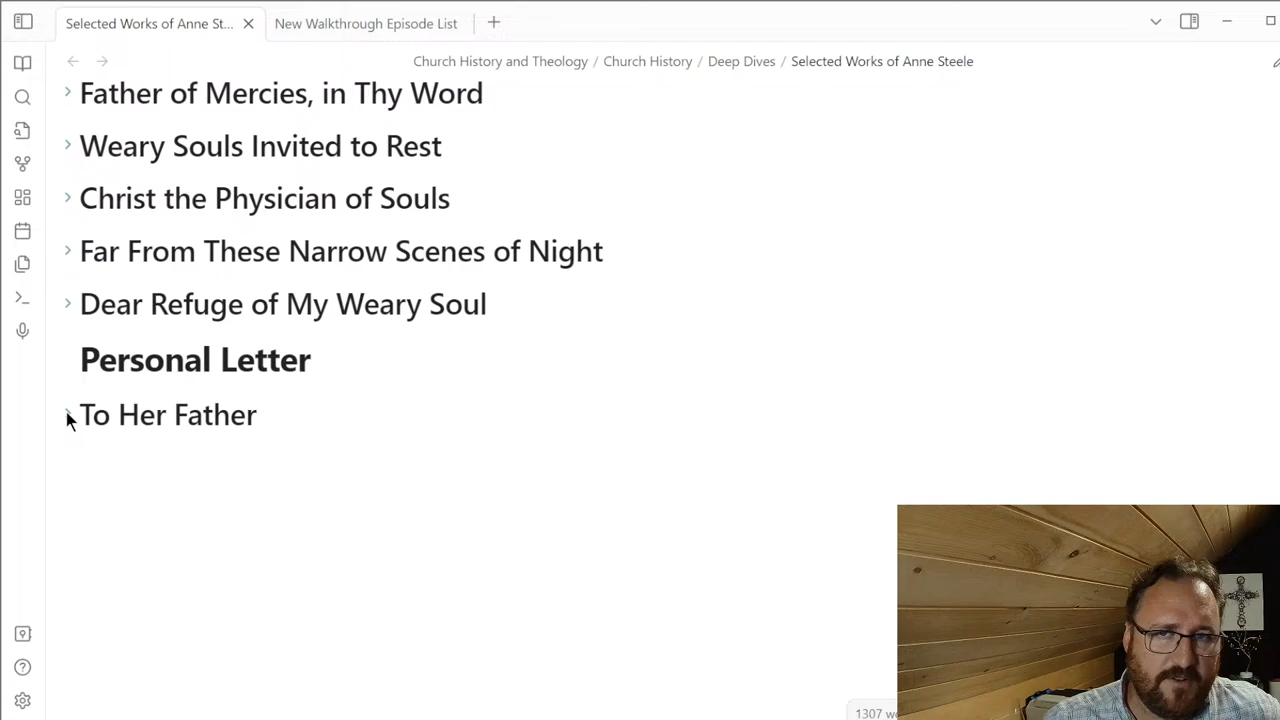 Selected Works of Anne St...
New Walkthrough Episode List
Church History and Theology / Church History / Deep Dives / Selected Works of Anne Steele
Father of Mercies, in Thy Word
Weary Souls Invited to Rest
Christ the Physician of Souls
Far From These Narrow Scenes of Night
Dear Refuge of My Weary Soul
Personal Letter
To Her Father
1307